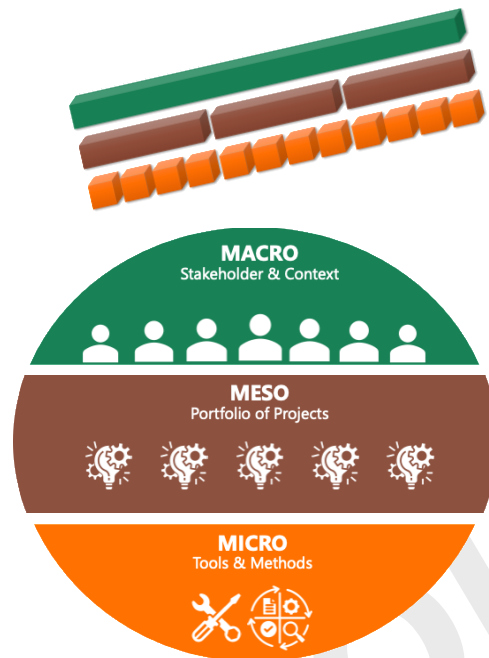 MACRO
Stakeholder & Context
MESO
Portfolio of Projects
MICRO
Tools & Methods